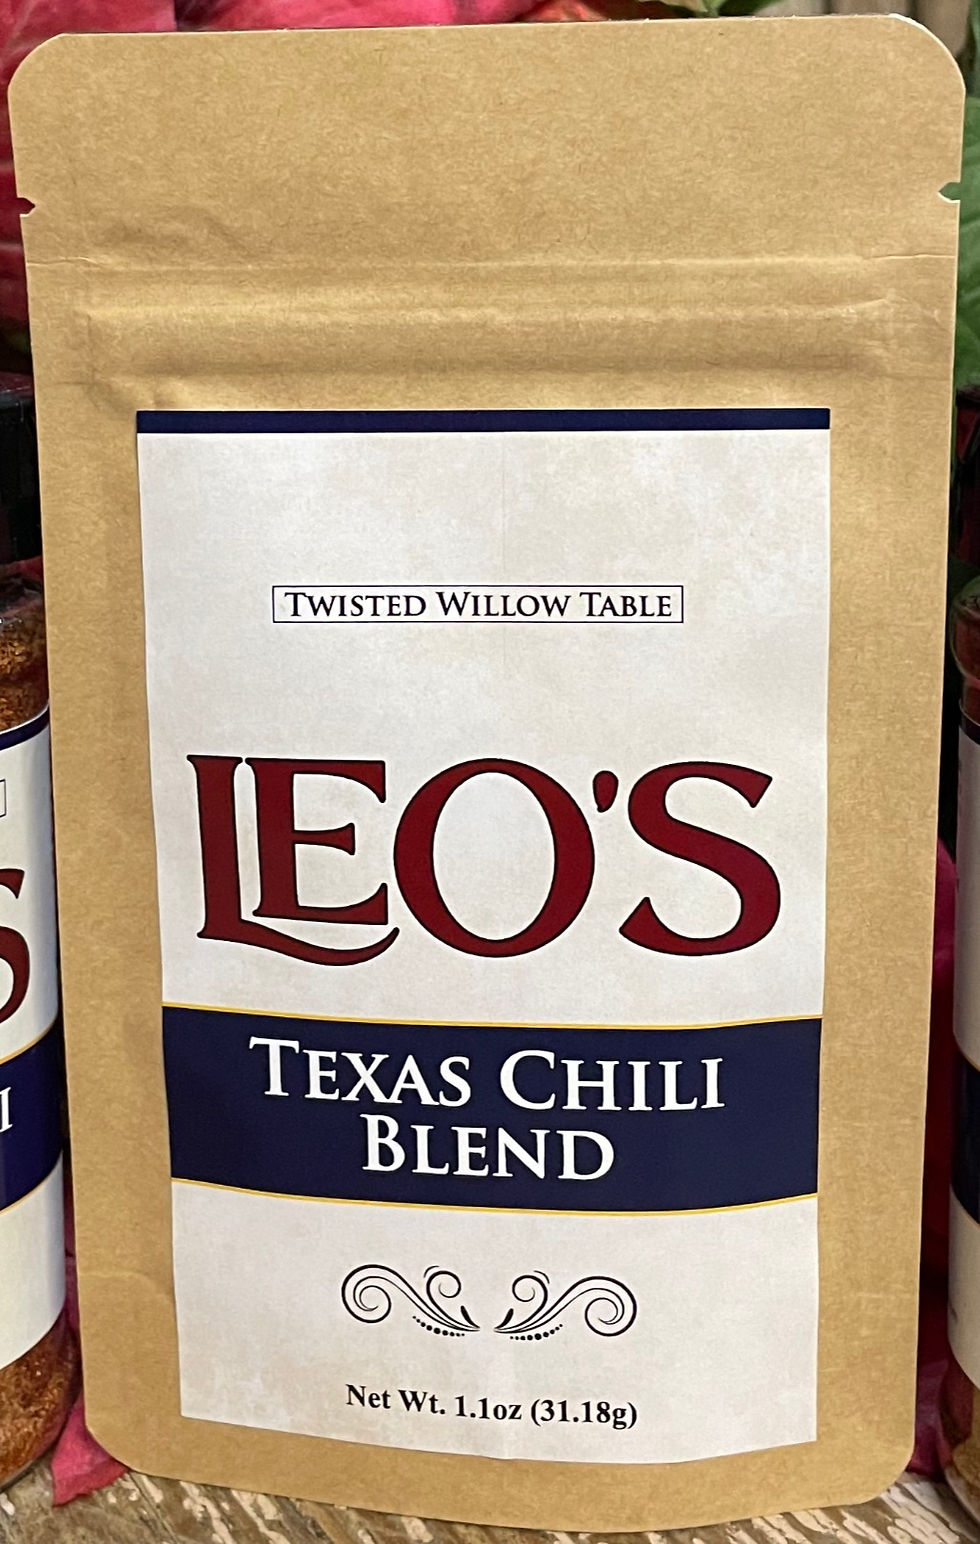 TWISTED WILLOW TABLE
LEO'S
TEXAS CHILI
BLEND
Net Wt. 1.1oz (31.18g)